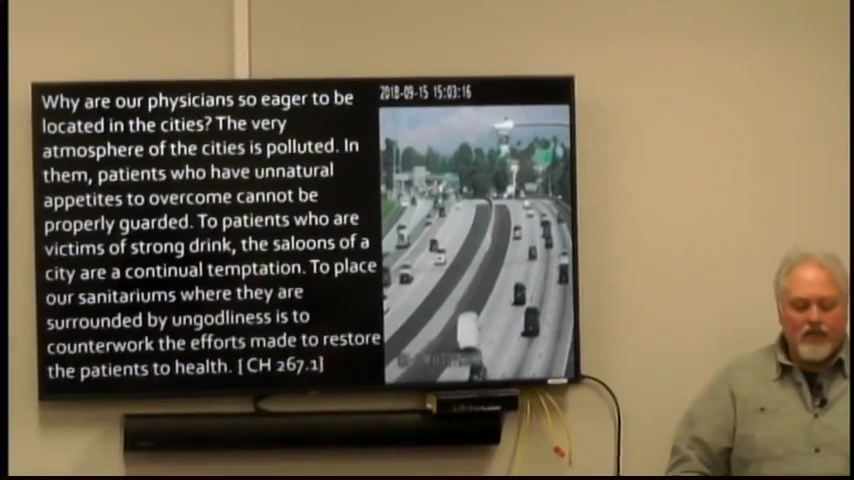 Why are our physicians so eager to be
located in the cities? The very
atmosphere of the cities is polluted. In
them, patients who have unnatural
appetites to overcome cannot be
properly guarded. To patients who are
victims of strong drink, the saloons of a
city are a continual temptation. To place
our sanitariums where they are
surrounded by ungodliness is to
counterwork the efforts made to restore
the patients to health. [CH 267.1]
2018-09-15 15:03:16